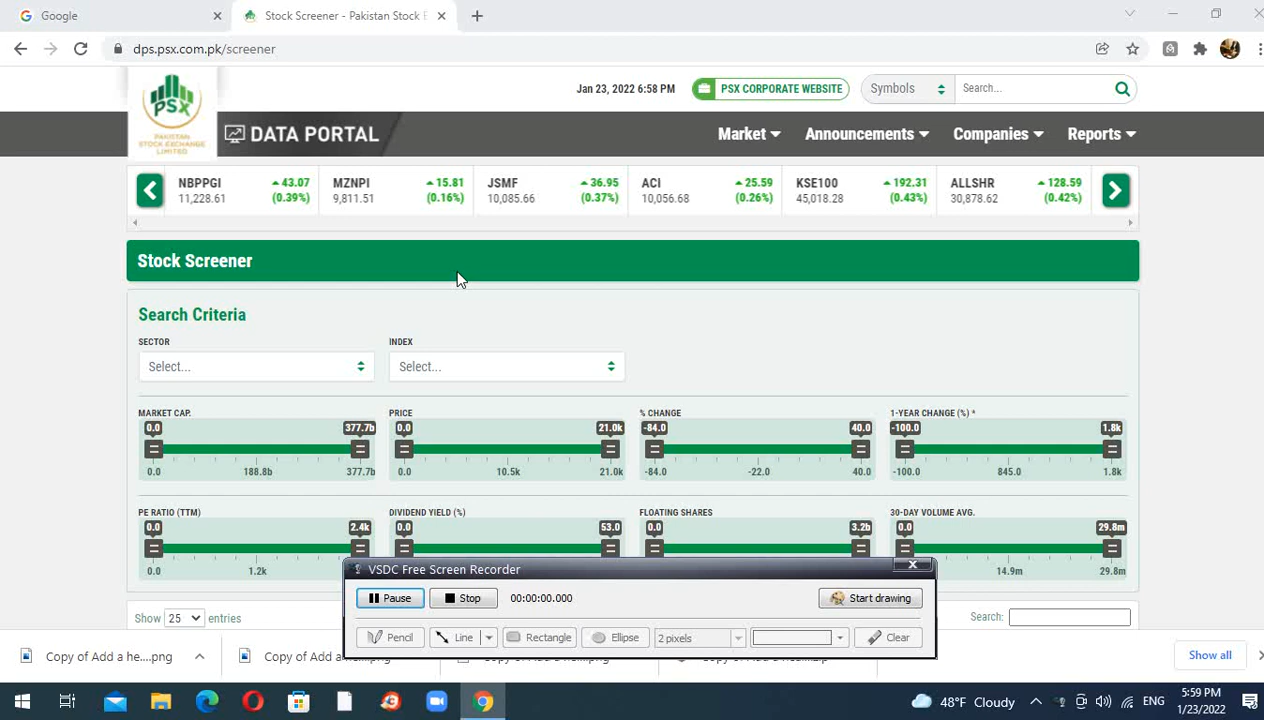 Google
Stock Screener - Pakistan Stock E
dps.psx.com.pk/screener
PSX
PAKISTAN
STOCK EXCHANGE
LIMITED
Jan 23, 2022 6:58 PM
PSX CORPORATE WEBSITE
Symbols
Search...
DATA PORTAL
Market
Announcements
Companies
Reports
NBPPGI 43.07
11,228.61 (0.39%)
MZNPI 15.81
9,811.51 (0.16%)
JSMF 36.95
10,085.66 (0.37%)
ACI 25.59
10,056.68 (0.26%)
KSE100 192.31
45,018.28 (0.43%)
ALLSHR 128.59
30,878.62 (0.42%)
Stock Screener
Search Criteria
SECTOR
Select...
INDEX
Select...
MARKET CAP.
0.0 377.7b
0.0 188.8b 377.7b
PRICE
0.0 21.0k
0.0 10.5k 21.0k
% CHANGE
-84.0 40.0
-84.0 -22.0 40.0
1-YEAR CHANGE (%) *
-100.0 1.8k
-100.0 845.0 1.8k
PE RATIO (TTM)
0.0 2.4k
0.0 1.2k
DIVIDEND YIELD (%)
0.0 53.0
FLOATING SHARES
0.0 3.2b
30-DAY VOLUME AVG.
0.0 29.8m
14.9m 29.8m
VSDC Free Screen Recorder
Pause Stop 00:00:00.000 Start drawing
Pencil Line Rectangle Ellipse 2 pixels Clear
Show 25 entries
Search:
Copy of Add a he....png
Copy of Add a
Show all
48°F Cloudy
ENG
5:59 PM
1/23/2022